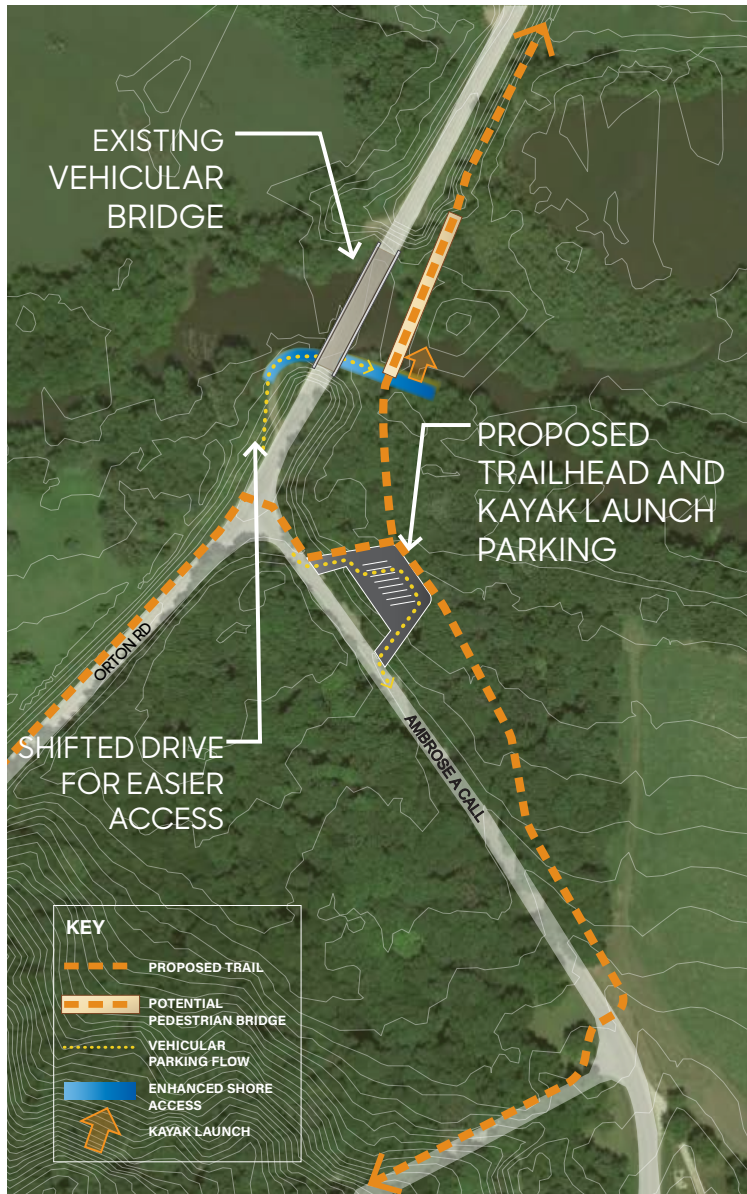 EXISTING
VEHICULAR
BRIDGE
PROPOSED
TRAILHEAD AND
KAYAK LAUNCH
PARKING
ORTON RD
SHIFTED DRIVE
FOR EASIER
ACCESS
AMBROSE A CALL
KEY
PROPOSED TRAIL
POTENTIAL
PEDESTRIAN BRIDGE
VEHICULAR
PARKING FLOW
ENHANCED SHORE
ACCESS
KAYAK LAUNCH